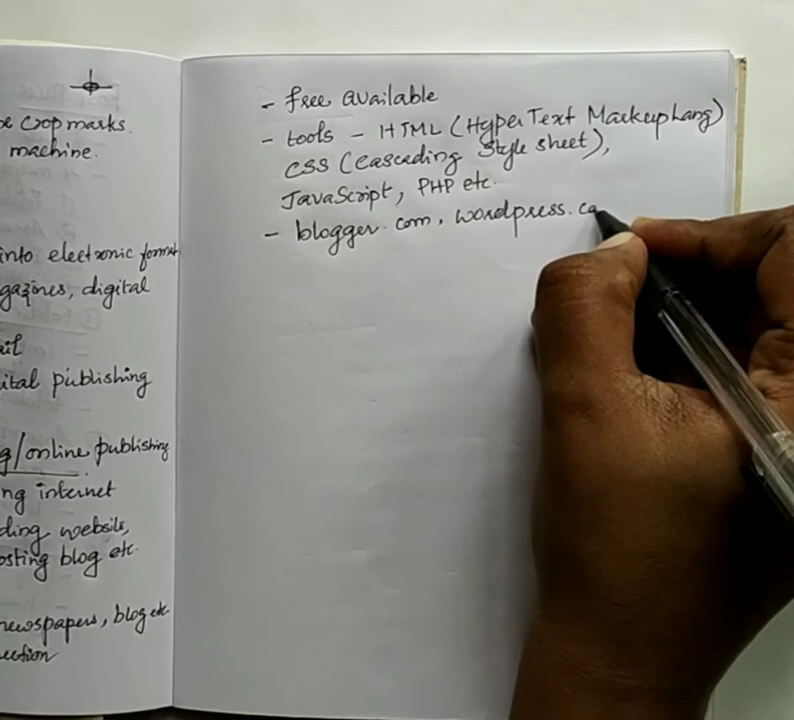 crop marks.
machine.
into electronic format
gazines, digital
ail
ital publishing
g/online publishing
ng internet
ding website,
osting blog etc.
newspapers, blog etc
ection
- free available
- tools - HTML (HyperText MarkupLang)
CSS (Cascading Style sheet),
JavaScript, PHP etc.
- blogger.com, wordpress.co